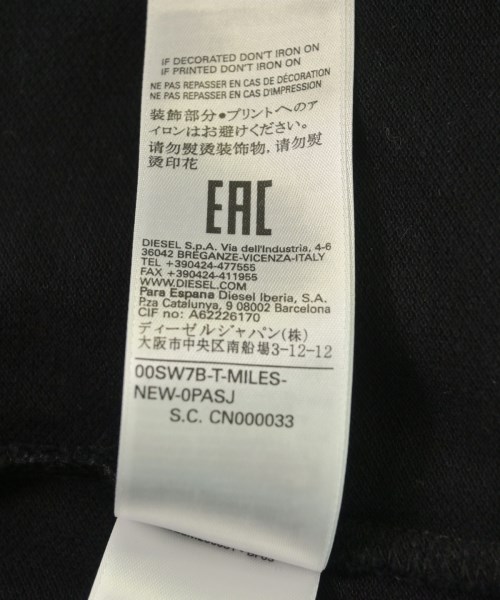 IF DECORATED DON'T IRON ON
IF PRINTED DON'T IRON ON
NE PAS REPASSER EN CAS DE DÉCORATION
NE PAS REPASSER EN CAS D'IMPRESSION
装飾部分●プリントへのア
イロンはお避けください。
请勿熨烫装饰物, 请勿熨
烫印花
EAC
DIESEL S.p.A. Via dell'Industria, 4-6
36042 BREGANZE-VICENZA-ITALY
TEL +390424-477555
FAX +390424-411955
WWW.DIESEL.COM
Para Espana Diesel Iberia, S.A.
P.za Catalunya, 9 08002 Barcelona
CIF no: A62226170
ディーゼルジャパン(株)
大阪市中央区南船場3-12-12
00SW7B-T-MILES-
NEW-0PASJ
S.C. CN000033